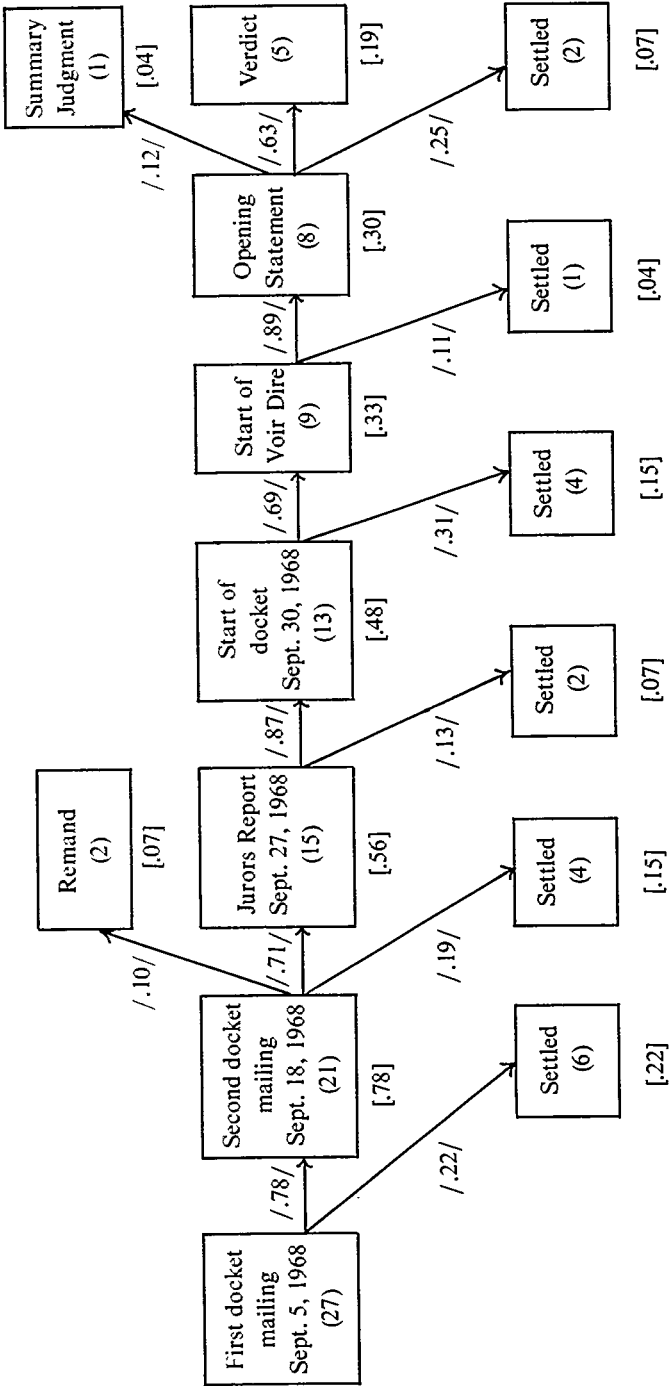 First docket
mailing
Sept. 5, 1968
(27)
/.78/
/.22/
Settled
(6)
[.22]
Second docket
mailing
Sept. 18, 1968
(21)
[.78]
/.10/
Remand
(2)
[.07]
/.71/
/.19/
Settled
(4)
[.15]
Jurors Report
Sept. 27, 1968
(15)
[.56]
/.87/
/.13/
Settled
(2)
[.07]
Start of
docket
Sept. 30, 1968
(13)
[.48]
/.69/
/.31/
Settled
(4)
[.15]
Start of
Voir Dire
(9)
[.33]
/.89/
/.11/
Settled
(1)
[.04]
Opening
Statement
(8)
[.30]
/.12/
Summary
Judgment
(1)
[.04]
/.63/
Verdict
(5)
[.19]
/.25/
Settled
(2)
[.07]